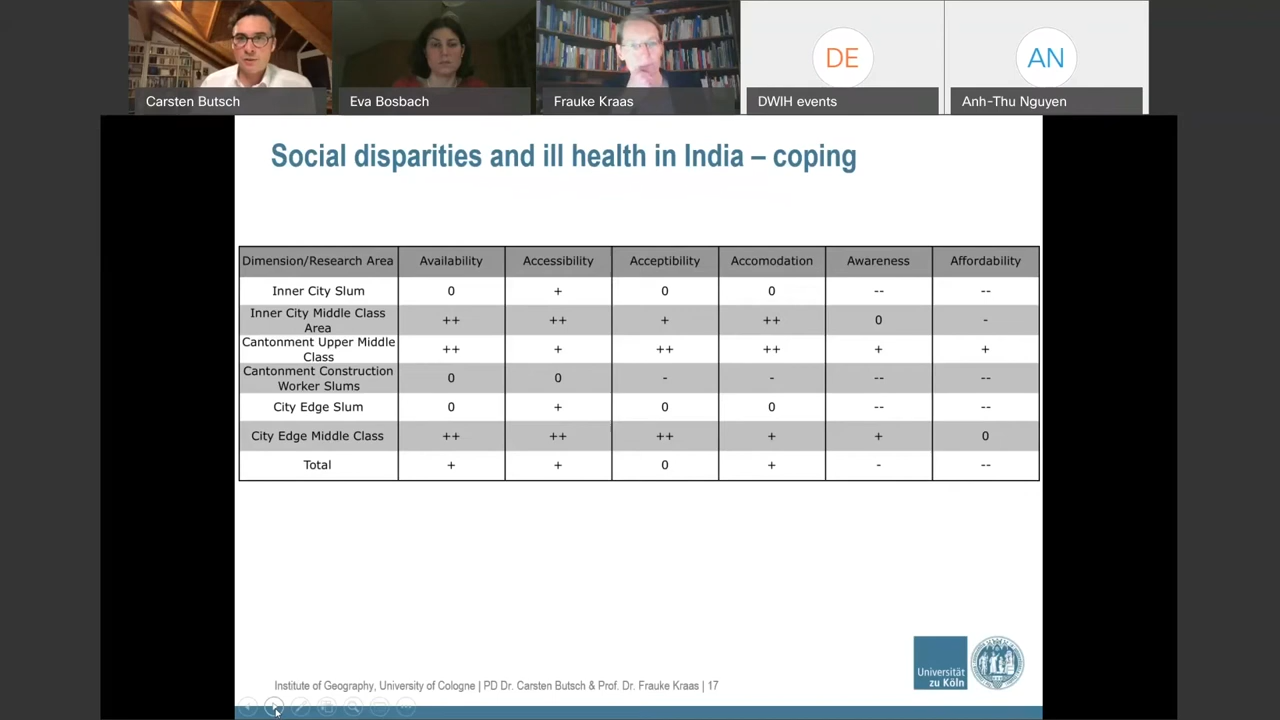 Carsten Butsch
Eva Bosbach
Frauke Kraas
DE
DWIH events
AN
Anh-Thu Nguyen
Social disparities and ill health in India – coping
Dimension/Research Area Availability Accessibility Acceptibility Accomodation Awareness Affordability
Inner City Slum 0 + 0 0 -- --
Inner City Middle Class
Area ++ ++ + ++ 0 -
Cantonment Upper Middle
Class ++ + ++ ++ + +
Cantonment Construction
Worker Slums 0 0 - - -- --
City Edge Slum 0 + 0 0 -- --
City Edge Middle Class ++ ++ ++ + + 0
Total + + 0 + - --
Universität
zu Köln
Institute of Geography, University of Cologne | PD Dr. Carsten Butsch & Prof. Dr. Frauke Kraas | 17